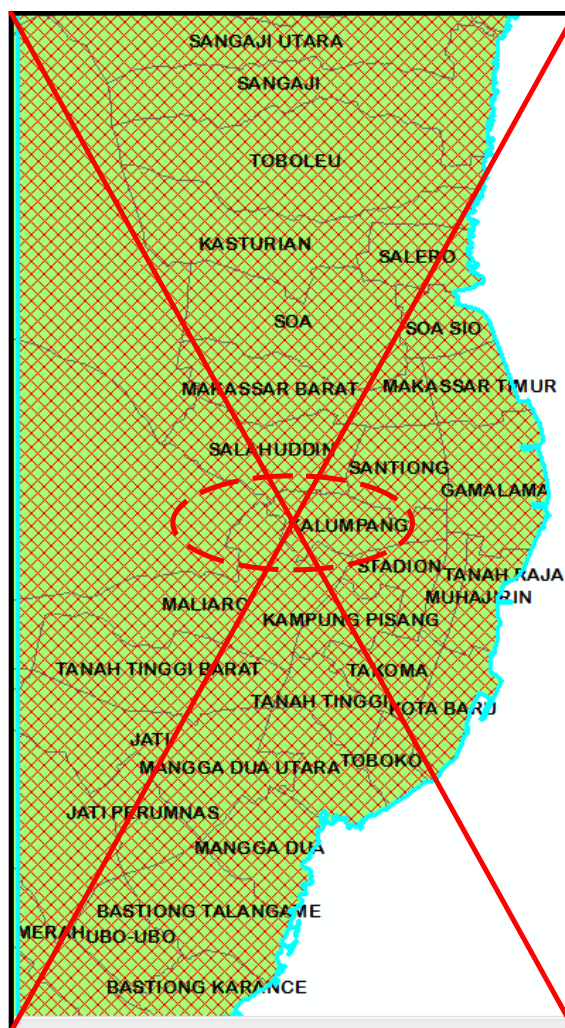 SANGAJI UTARA
SANGAJI
TOBOLEU
KASTURIAN
SALERO
SOA
SOA SIO
MAKASSAR BARAT
MAKASSAR TIMUR
SALAHUDDIN
SANTIONG
GAMALAMA
ALUMPANG
STADION
TANAH RAJA
MUHAJIRIN
MALIARO
KAMPUNG PISANG
TANAH TINGGI BARAT
TAKOMA
TANAH TINGGI
KOTA BARU
JATI
TOBOKO
MANGGA DUA UTARA
JATI PERUMNAS
MANGGA DUA
BASTIONG TALANGAME
MERAH
UBO-UBO
BASTIONG KARANCE